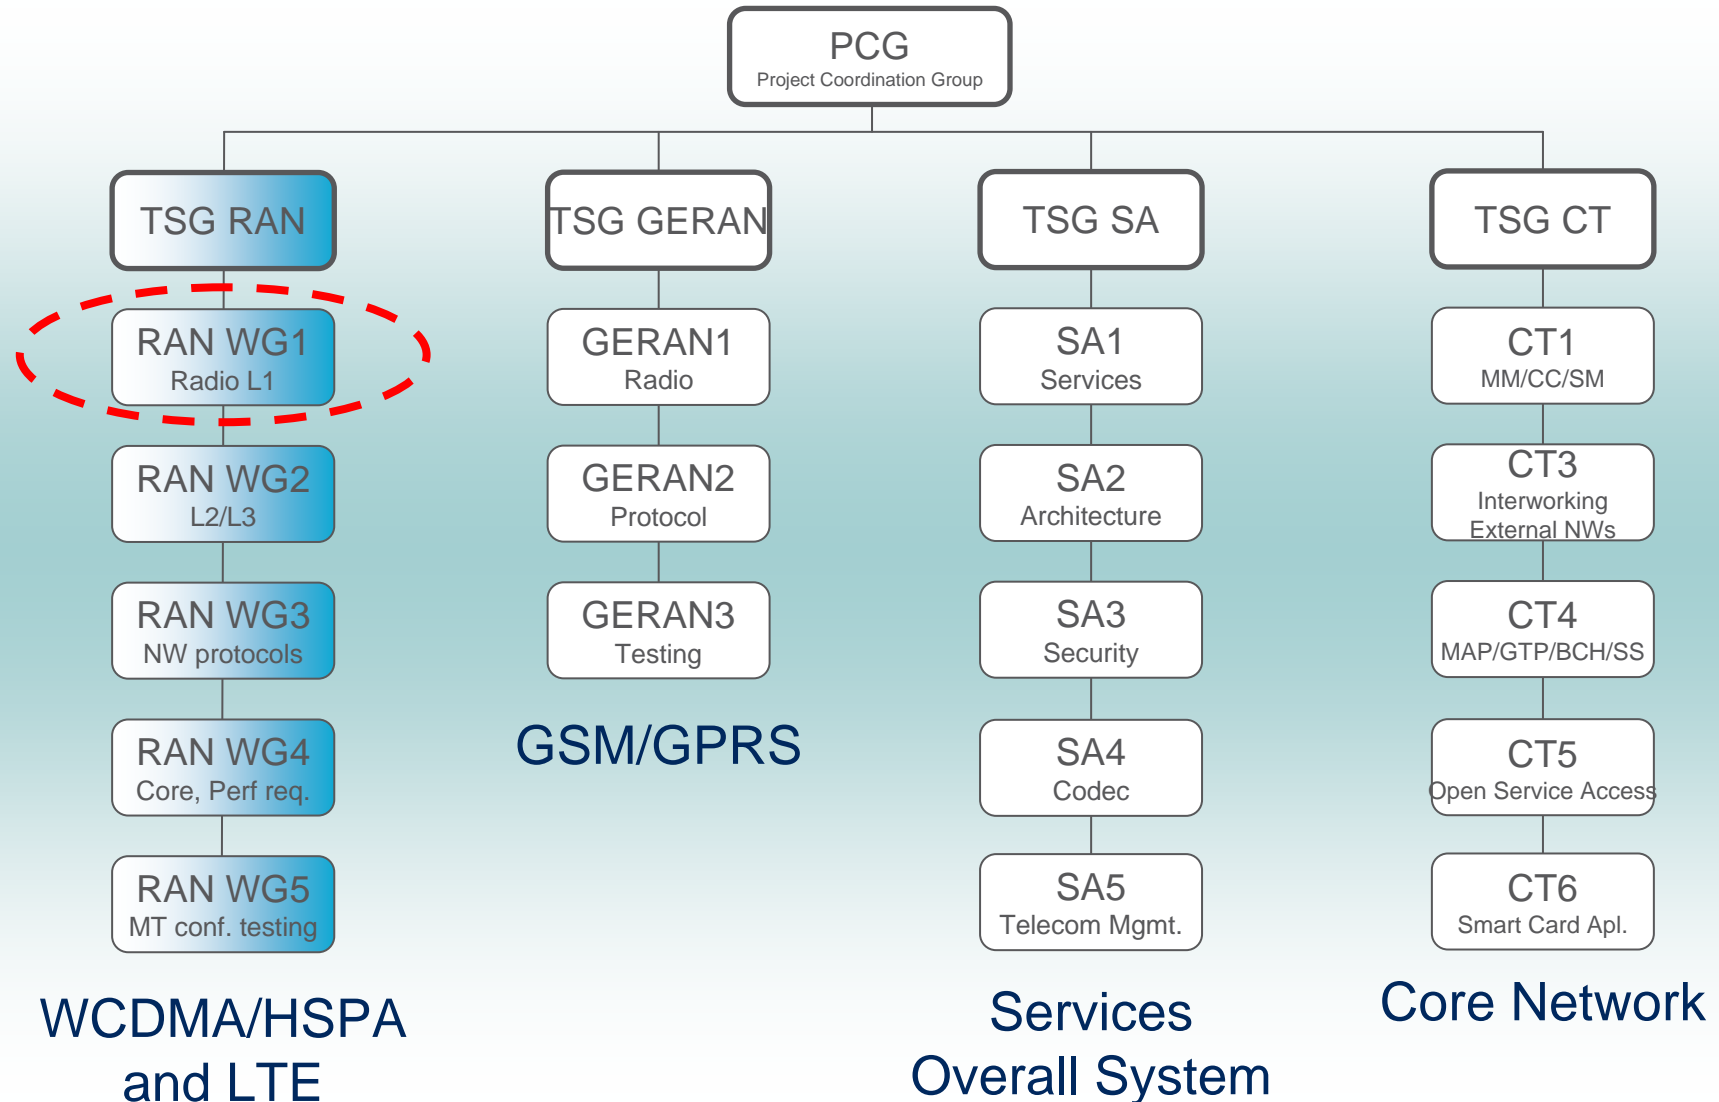 PCG
Project Coordination Group
TSG RAN
TSG GERAN
TSG SA
TSG CT
RAN WG1
Radio L1
GERAN1
Radio
SA1
Services
CT1
MM/CC/SM
RAN WG2
L2/L3
GERAN2
Protocol
SA2
Architecture
CT3
Interworking
External NWs
RAN WG3
NW protocols
GERAN3
Testing
SA3
Security
CT4
MAP/GTP/BCH/SS
RAN WG4
Core, Perf req.
GSM/GPRS
SA4
Codec
CT5
Open Service Access
RAN WG5
MT conf. testing
SA5
Telecom Mgmt.
CT6
Smart Card Apl.
WCDMA/HSPA
and LTE
Services
Overall System
Core Network